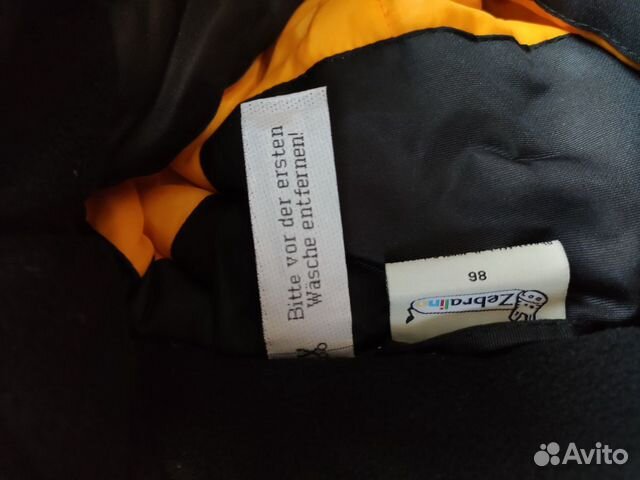 Bitte vor der ersten
Wäsche entfernen!
98
Zebralino
Avito